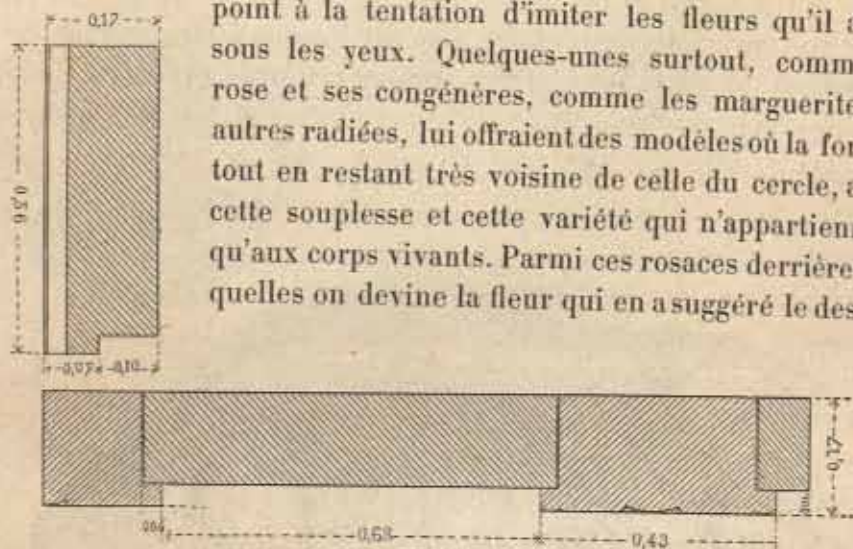 point à la tentation d'imiter les fleurs qu'il a
sous les yeux. Quelques-unes surtout, comm
rose et ses congénères, comme les marguerite
autres radiées, lui offraient des modèles où la for
tout en restant très voisine de celle du cercle, a
cette souplesse et cette variété qui n'appartienn
qu'aux corps vivants. Parmi ces rosaces derrière
quelles on devine la fleur qui en a suggéré le des
0,17
0,56
0,07 0,10
0,17
0,63
0,43